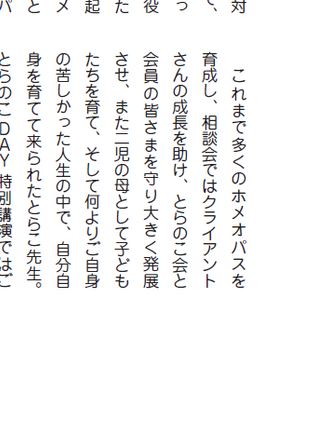 対
て、
っ
役
た
起
メ
と
パ
これまで多くのホメオパスを
育成し、相談会ではクライアント
さんの成長を助け、とらのこ会と
会員の皆さまを守り大きく発展
させ、また二児の母として子ども
たちを育て、そして何よりご自身
の苦しかった人生の中で、自分自
身を育てて来られたとらこ先生。
とらのこDAY特別講演ではご